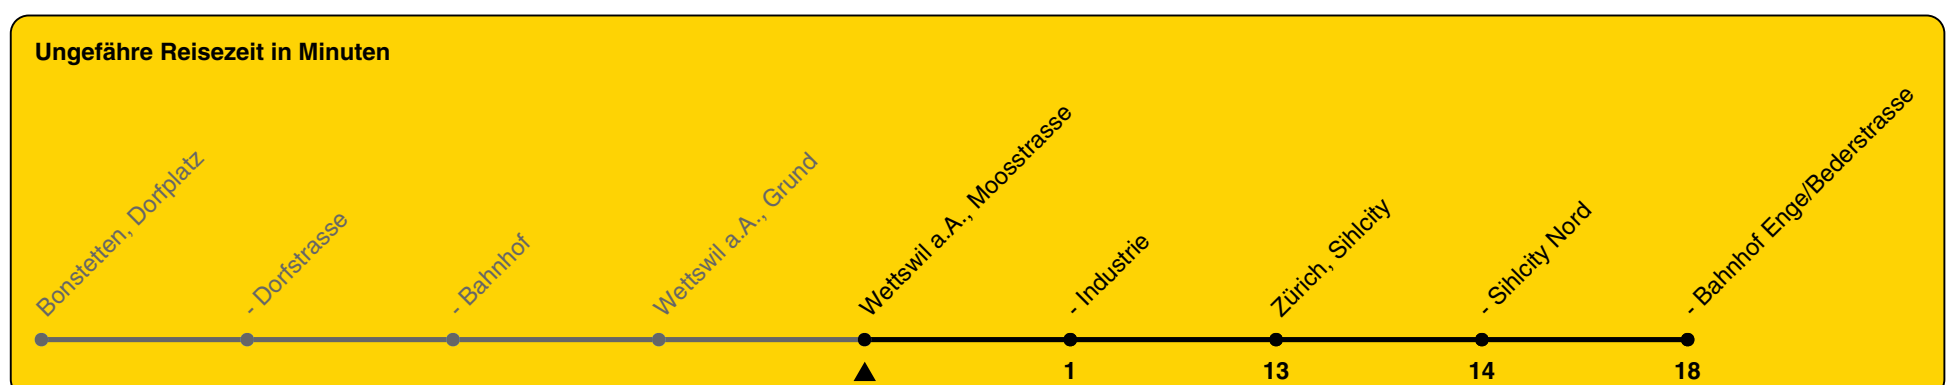 Ungefähre Reisezeit in Minuten
Bonstetten, Dorfplatz
- Dorfstrasse
- Bahnhof
Wettswil a.A., Grund
Wettswil a.A., Moosstrasse
- Industrie
Zürich, Sihlcity
- Sihlcity Nord
- Bahnhof Enge/Bederstrasse
1 13 14 18